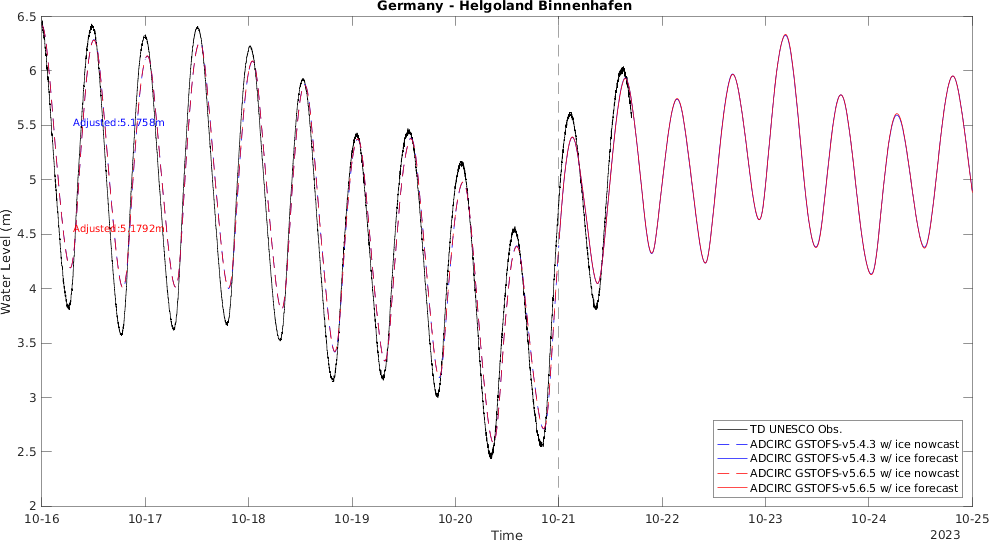 Germany - Helgoland Binnenhafen
6.5
6
5.5
5
4.5
4
3.5
3
2.5
2
Water Level (m)
Adjusted:5.1758m
Adjusted:5.1792m
TD UNESCO Obs.
ADCIRC GSTOFS-v5.4.3 w/ ice nowcast
ADCIRC GSTOFS-v5.4.3 w/ ice forecast
ADCIRC GSTOFS-v5.6.5 w/ ice nowcast
ADCIRC GSTOFS-v5.6.5 w/ ice forecast
10-16 10-17 10-18 10-19 10-20 10-21 10-22 10-23 10-24 10-25
Time
2023